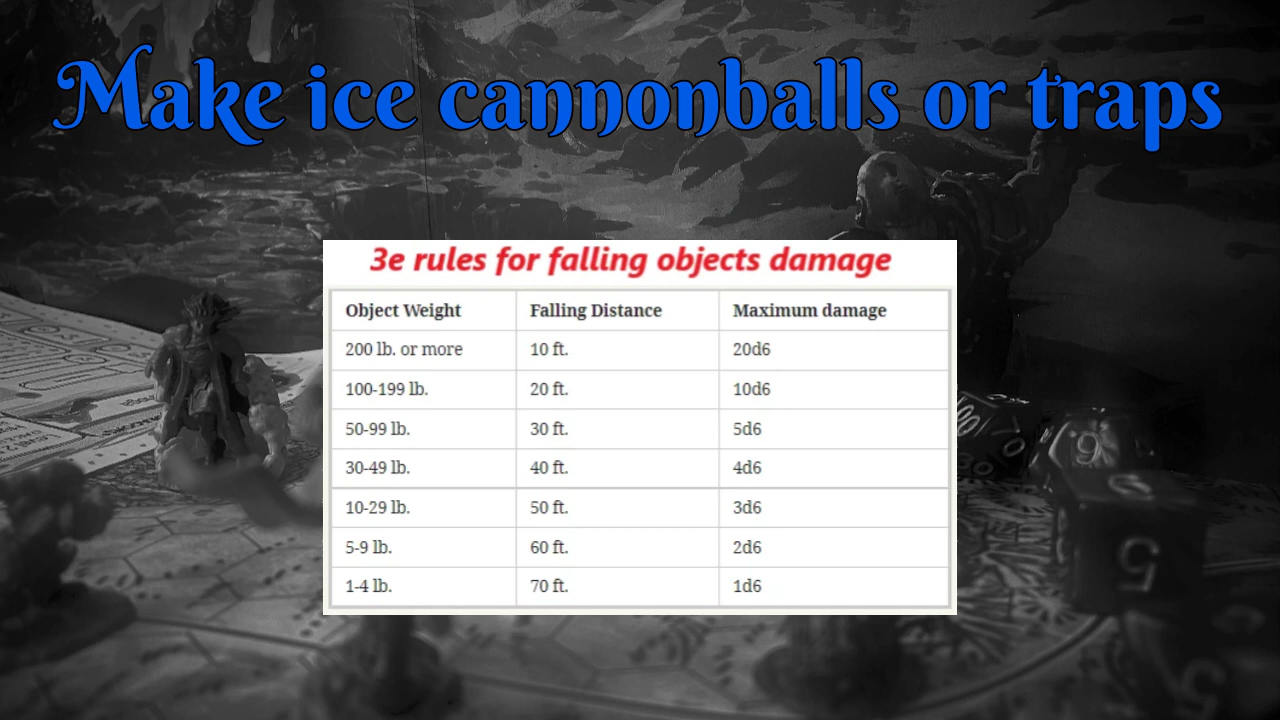 Make ice cannonballs or traps
3e rules for falling objects damage
Object Weight Falling Distance Maximum damage
200 lb. or more 10 ft. 20d6
100-199 lb. 20 ft. 10d6
50-99 lb. 30 ft. 5d6
30-49 lb. 40 ft. 4d6
10-29 lb. 50 ft. 3d6
5-9 lb. 60 ft. 2d6
1-4 lb. 70 ft. 1d6